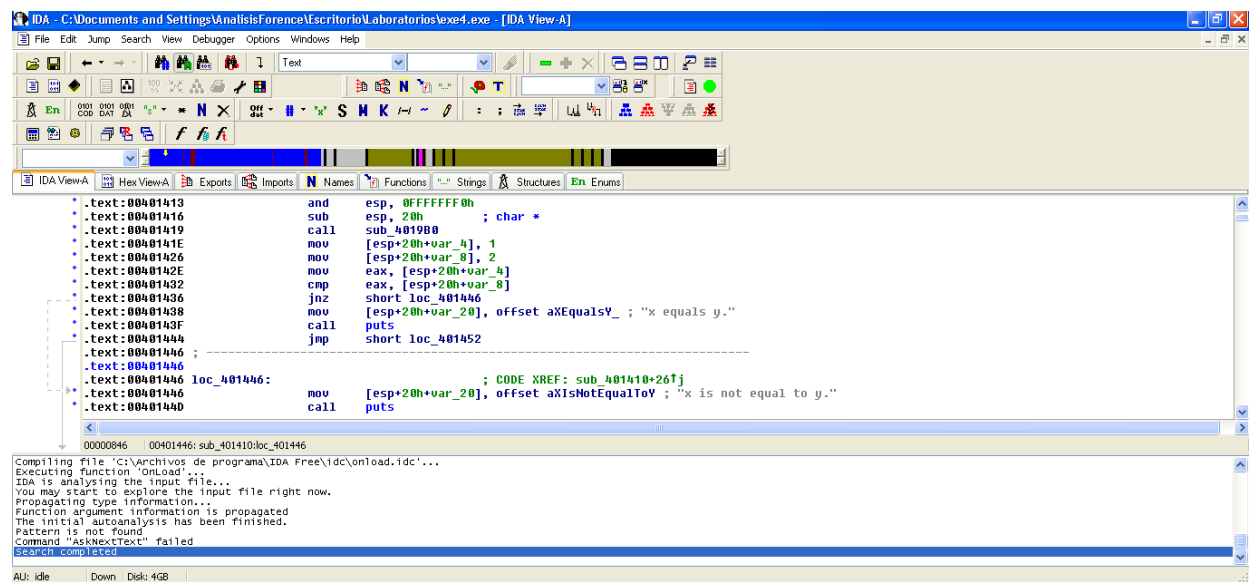 IDA - C:\Documents and Settings\AnalisisForence\Escritorio\Laboratorios\exe4.exe - [IDA View-A]
File Edit Jump Search View Debugger Options Windows Help
Text
IDA View-A Hex View-A Exports Imports N Names Functions "..." Strings Structures En Enums
.text:00401413 and esp, 0FFFFFFF0h
.text:00401416 sub esp, 20h ; char *
.text:00401419 call sub_4019B0
.text:0040141E mov [esp+20h+var_4], 1
.text:00401426 mov [esp+20h+var_8], 2
.text:0040142E mov eax, [esp+20h+var_4]
.text:00401432 cmp eax, [esp+20h+var_8]
.text:00401436 jnz short loc_401446
.text:00401438 mov [esp+20h+var_20], offset aXEqualsY_ ; "x equals y."
.text:0040143F call puts
.text:00401444 jmp short loc_401452
.text:00401446 ; ---------------------------------------------------------------------------
.text:00401446
.text:00401446 loc_401446: ; CODE XREF: sub_401410+26↑j
.text:00401446 mov [esp+20h+var_20], offset aXIsNotEqualToY ; "x is not equal to y."
.text:0040144D call puts
00000846 00401446: sub_401410:loc_401446
Compiling file 'C:\Archivos de programa\IDA Free\idc\onload.idc'...
Executing function 'OnLoad'...
IDA is analysing the input file...
You may start to explore the input file right now.
Propagating type information...
Function argument information is propagated
The initial autoanalysis has been finished.
Pattern is not found
Command "AskNextText" failed
Search completed
AU: idle Down Disk: 4GB